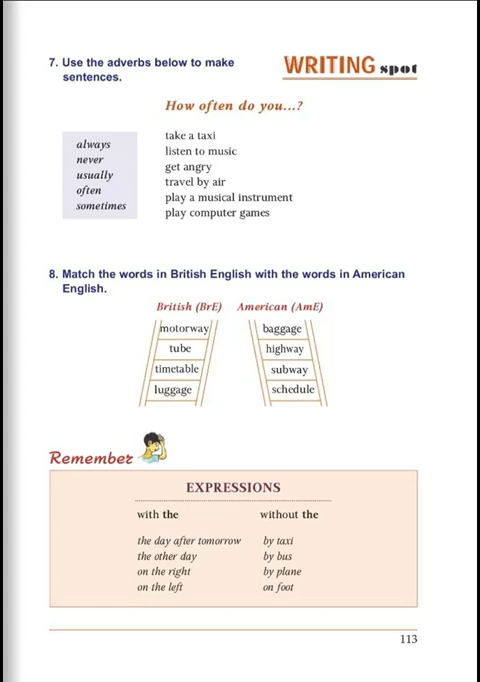 7. Use the adverbs below to make
sentences.
WRITING spot
How often do you...?
always
never
usually
often
sometimes
take a taxi
listen to music
get angry
travel by air
play a musical instrument
play computer games
8. Match the words in British English with the words in American
English.
British (BrE) American (AmE)
motorway baggage
tube highway
timetable subway
luggage schedule
Remember
EXPRESSIONS
with the without the
the day after tomorrow by taxi
the other day by bus
on the right by plane
on the left on foot
113